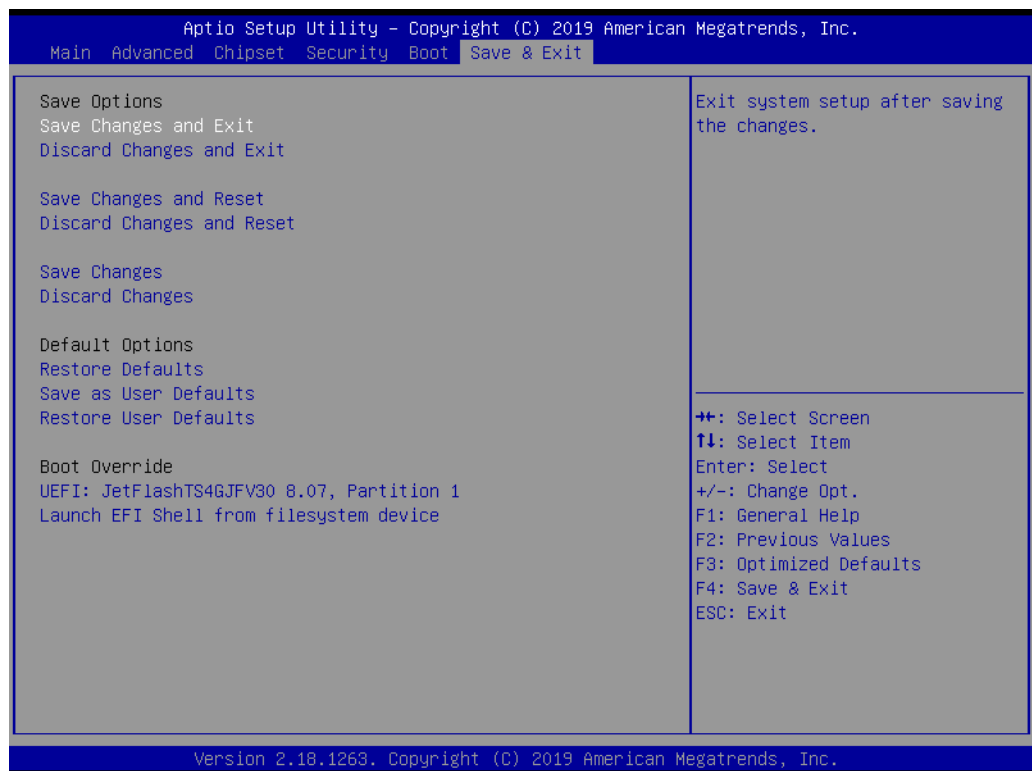 Aptio Setup Utility – Copyright (C) 2019 American Megatrends, Inc.
Main Advanced Chipset Security Boot Save & Exit
Save Options
Save Changes and Exit
Discard Changes and Exit
Save Changes and Reset
Discard Changes and Reset
Save Changes
Discard Changes
Default Options
Restore Defaults
Save as User Defaults
Restore User Defaults
Boot Override
UEFI: JetFlashTS4GJFV30 8.07, Partition 1
Launch EFI Shell from filesystem device
Exit system setup after saving
the changes.
→←: Select Screen
↑↓: Select Item
Enter: Select
+/-: Change Opt.
F1: General Help
F2: Previous Values
F3: Optimized Defaults
F4: Save & Exit
ESC: Exit
Version 2.18.1263. Copyright (C) 2019 American Megatrends, Inc.